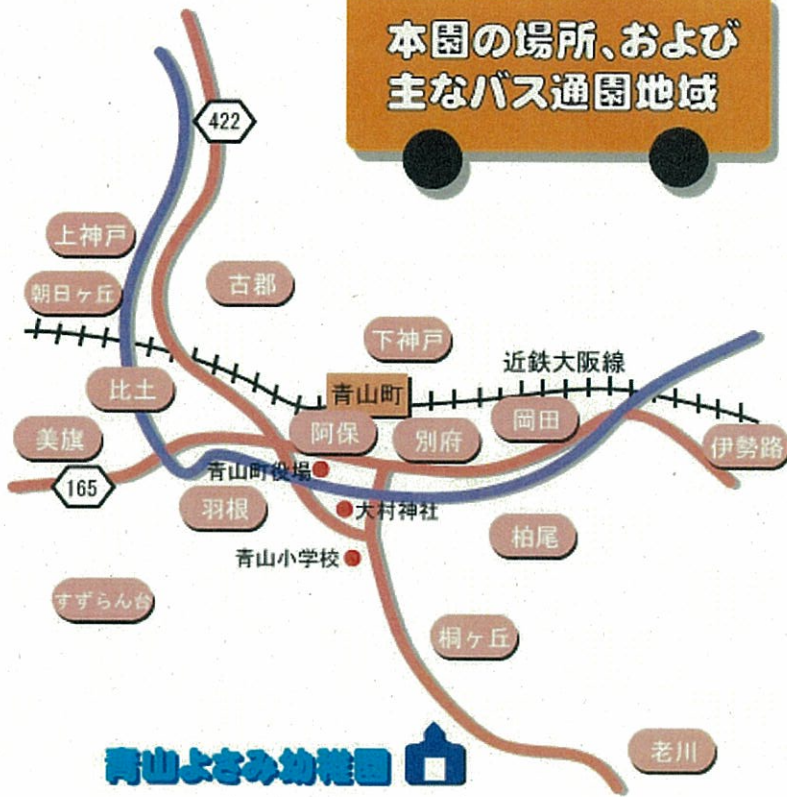 本園の場所、および
主なバス通園地域
422
上神戸
朝日ヶ丘
古郡
下神戸
近鉄大阪線
比土
青山町
美旗
阿保
別府
岡田
伊勢路
青山町役場
165
羽根
大村神社
柏尾
青山小学校
すずらん台
桐ヶ丘
老川
青山よさみ幼稚園